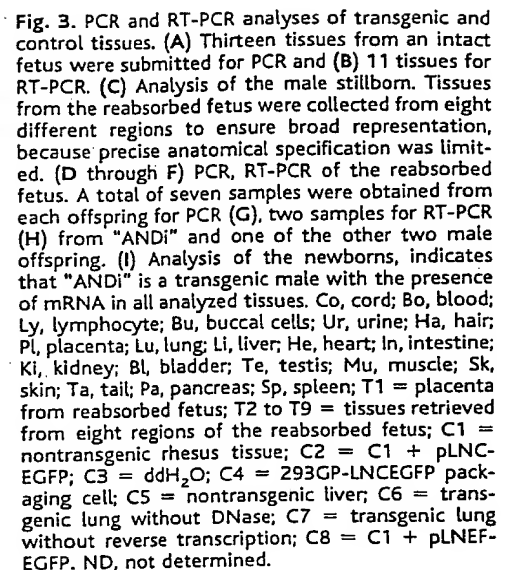 Fig. 3. PCR and RT-PCR analyses of transgenic and
control tissues. (A) Thirteen tissues from an intact
fetus were submitted for PCR and (B) 11 tissues for
RT-PCR. (C) Analysis of the male stillborn. Tissues
from the reabsorbed fetus were collected from eight
different regions to ensure broad representation,
because precise anatomical specification was limit-
ed. (D through F) PCR, RT-PCR of the reabsorbed
fetus. A total of seven samples were obtained from
each offspring for PCR (G), two samples for RT-PCR
(H) from "ANDi" and one of the other two male
offspring. (I) Analysis of the newborns, indicates
that "ANDi" is a transgenic male with the presence
of mRNA in all analyzed tissues. Co, cord; Bo, blood;
Ly, lymphocyte; Bu, buccal cells; Ur, urine; Ha, hair;
Pl, placenta; Lu, lung; Li, liver; He, heart; In, intestine;
Ki, kidney; Bl, bladder; Te, testis; Mu, muscle; Sk,
skin; Ta, tail; Pa, pancreas; Sp, spleen; T1 = placenta
from reabsorbed fetus; T2 to T9 = tissues retrieved
from eight regions of the reabsorbed fetus; C1 =
nontransgenic rhesus tissue; C2 = C1 + pLNC-
EGFP; C3 = ddH₂O; C4 = 293GP-LNCEGFP pack-
aging cell; C5 = nontransgenic liver; C6 = trans-
genic lung without DNase; C7 = transgenic lung
without reverse transcription; C8 = C1 + pLNEF-
EGFP. ND, not determined.